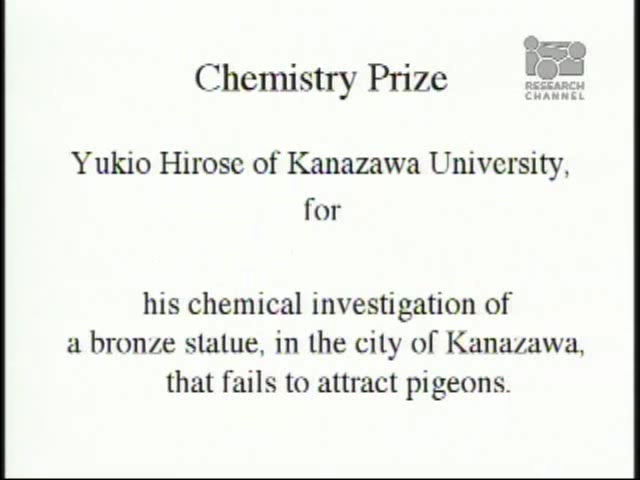 Chemistry Prize
RESEARCH
CHANNEL
Yukio Hirose of Kanazawa University,
for
his chemical investigation of
a bronze statue, in the city of Kanazawa,
that fails to attract pigeons.